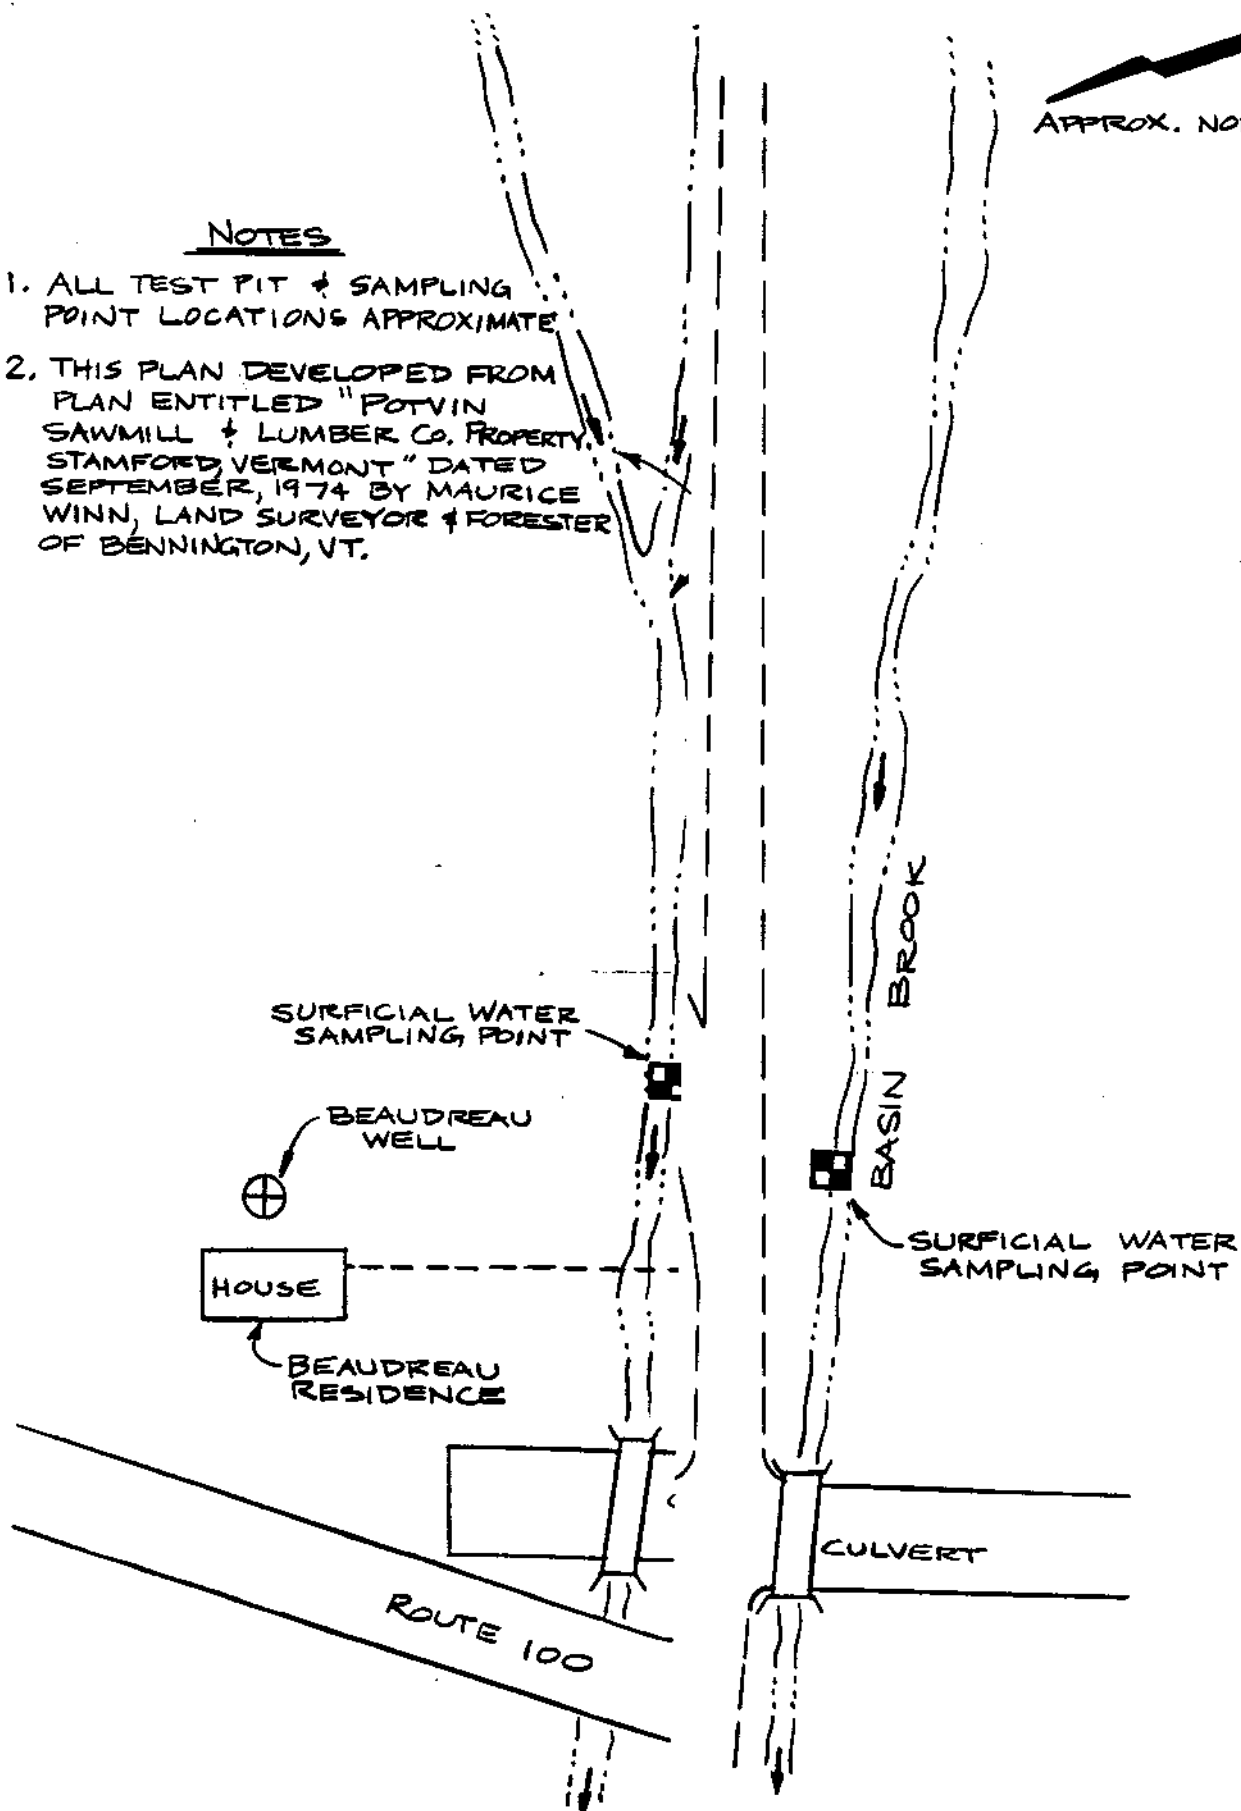 APPROX.
NOTES
1. ALL TEST PIT & SAMPLING
POINT LOCATIONS APPROXIMATE
2. THIS PLAN DEVELOPED FROM
PLAN ENTITLED "POTVIN
SAWMILL & LUMBER CO. PROPERTY,
STAMFORD, VERMONT" DATED
SEPTEMBER, 1974 BY MAURICE
WINN, LAND SURVEYOR & FORESTER
OF BENNINGTON, VT.
BASIN BROOK
SURFICIAL WATER
SAMPLING POINT
BEAUDREAU
WELL
SURFICIAL WATER
SAMPLING POINT
HOUSE
BEAUDREAU
RESIDENCE
CULVERT
ROUTE 100